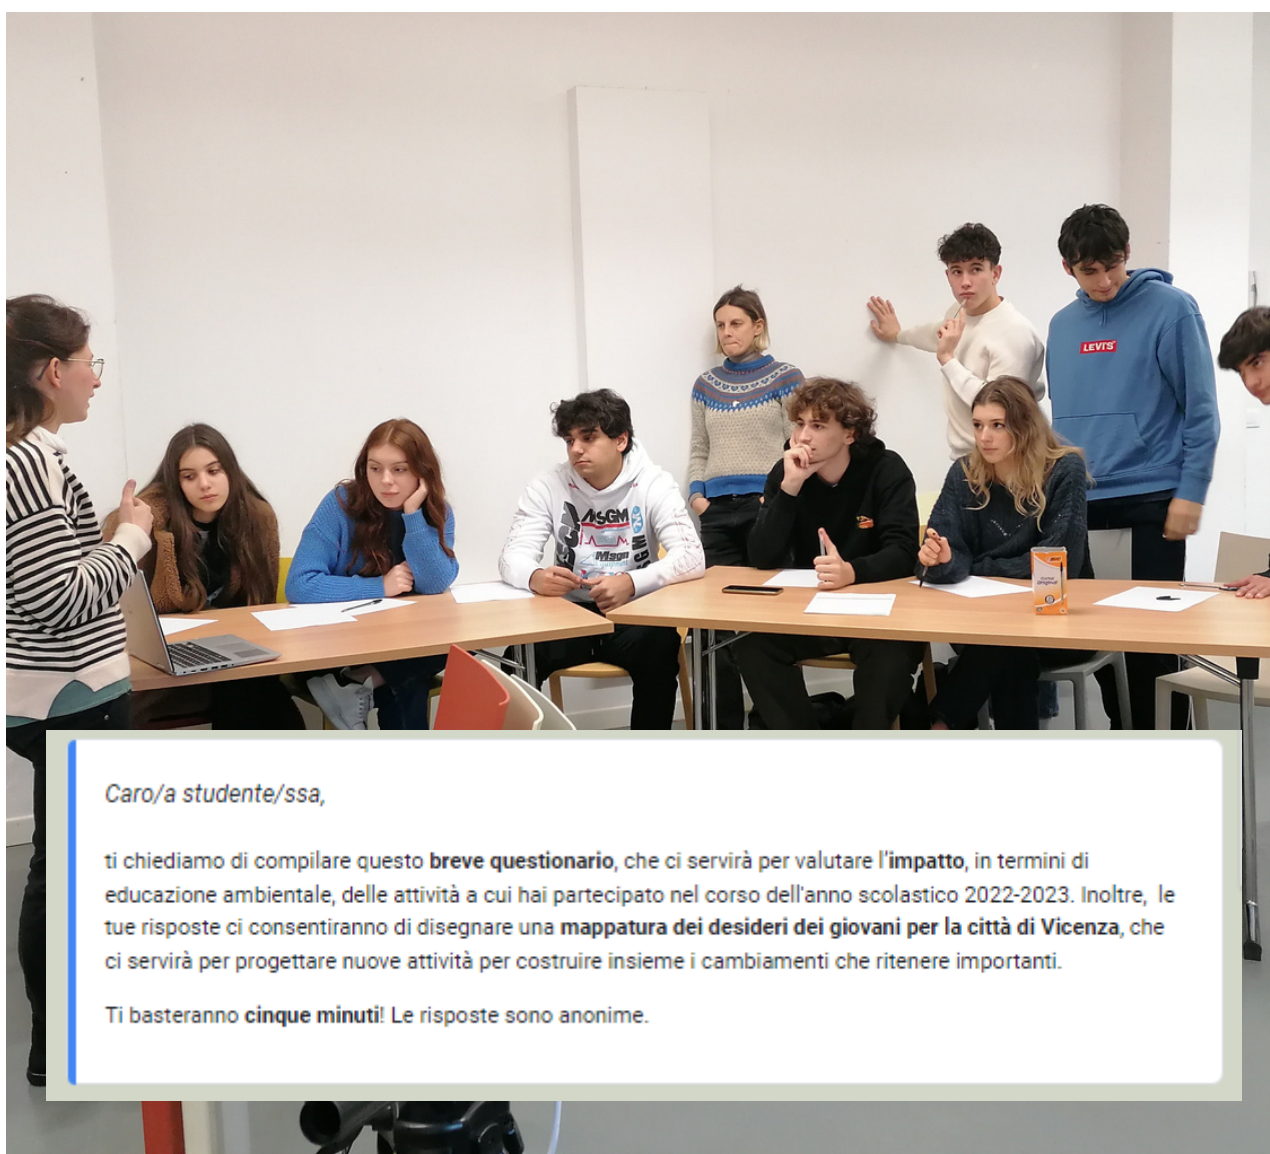 LEVI'S
MSGM
Magn
BIC
Original
Caro/a studente/ssa,
ti chiediamo di compilare questo breve questionario, che ci servirà per valutare l'impatto, in termini di
educazione ambientale, delle attività a cui hai partecipato nel corso dell'anno scolastico 2022-2023. Inoltre,  le
tue risposte ci consentiranno di disegnare una mappatura dei desideri dei giovani per la città di Vicenza, che
ci servirà per progettare nuove attività per costruire insieme i cambiamenti che ritenere importanti.
Ti basteranno cinque minuti! Le risposte sono anonime.